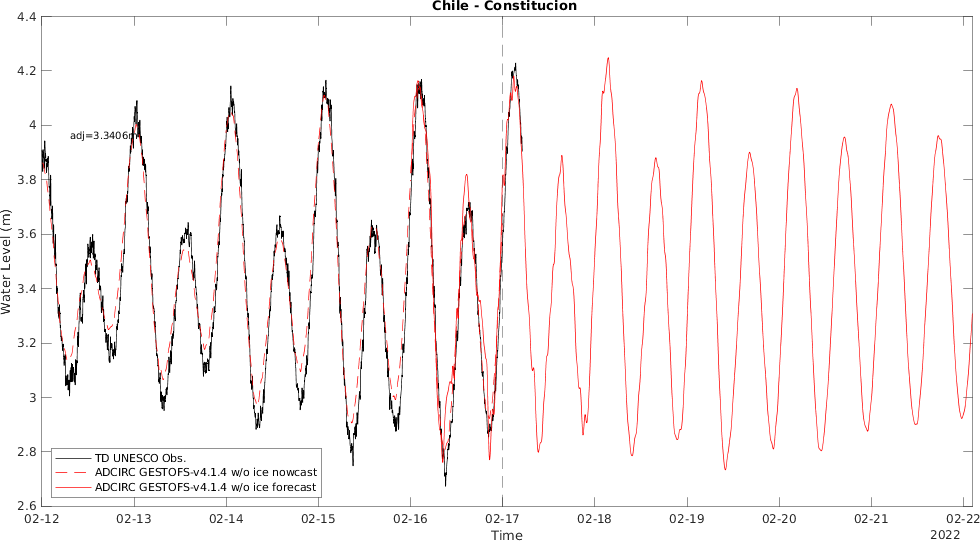 Chile - Constitucion
4.4
4.2
4
3.8
3.6
3.4
3.2
3
2.8
2.6
Water Level (m)
adj=3.3406m
TD UNESCO Obs.
ADCIRC GESTOFS-v4.1.4 w/o ice nowcast
ADCIRC GESTOFS-v4.1.4 w/o ice forecast
02-12 02-13 02-14 02-15 02-16 02-17 02-18 02-19 02-20 02-21 02-22
Time
2022